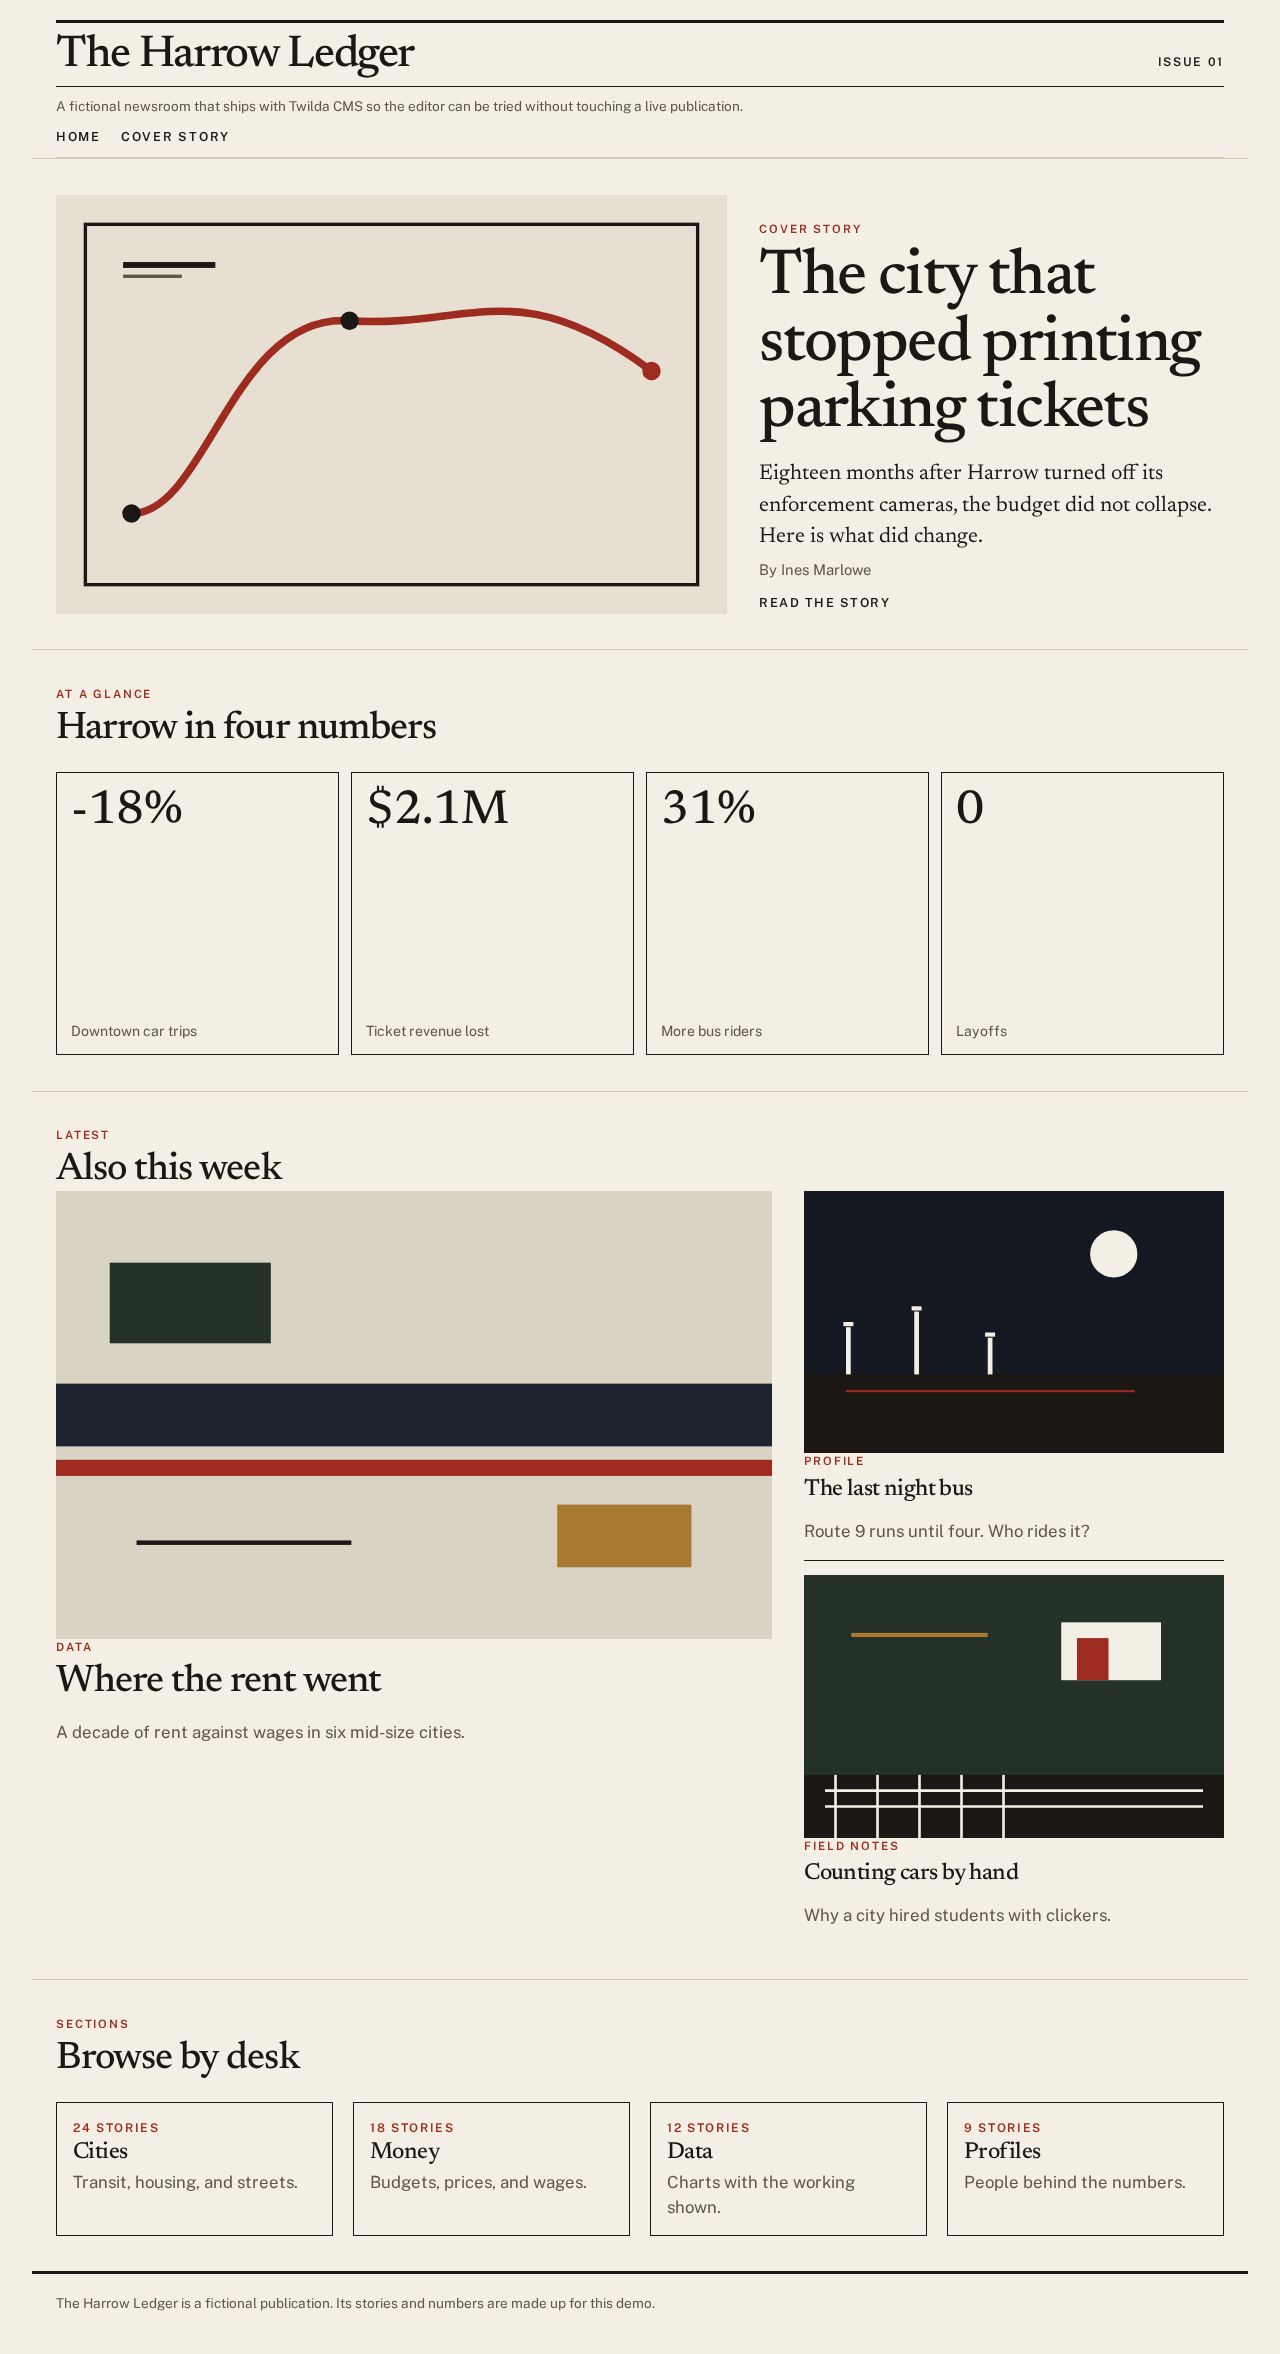 The Harrow Ledger
ISSUE 01
A fictional newsroom that ships with Twilda CMS so the editor can be tried without touching a live publication.
HOME COVER STORY
COVER STORY
The city that
stopped printing
parking tickets
Eighteen months after Harrow turned off its
enforcement cameras, the budget did not collapse.
Here is what did change.
By Ines Marlowe
READ THE STORY
AT A GLANCE
Harrow in four numbers
-18%
Downtown car trips
$2.1M
Ticket revenue lost
31%
More bus riders
0
Layoffs
LATEST
Also this week
DATA
Where the rent went
A decade of rent against wages in six mid-size cities.
PROFILE
The last night bus
Route 9 runs until four. Who rides it?
FIELD NOTES
Counting cars by hand
Why a city hired students with clickers.
SECTIONS
Browse by desk
24 STORIES
Cities
Transit, housing, and streets.
18 STORIES
Money
Budgets, prices, and wages.
12 STORIES
Data
Charts with the working
shown.
9 STORIES
Profiles
People behind the numbers.
The Harrow Ledger is a fictional publication. Its stories and numbers are made up for this demo.